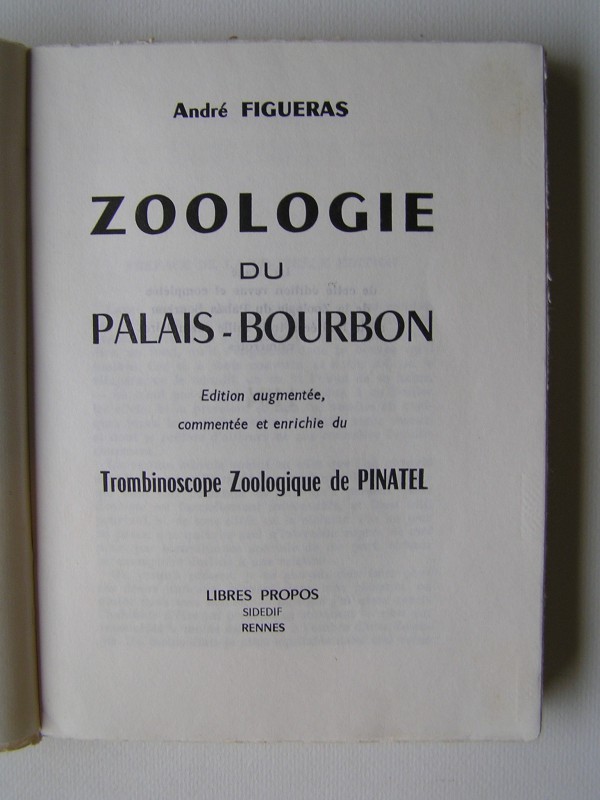 André FIGUERAS
ZOOLOGIE
DU
PALAIS - BOURBON
Edition augmentée,
commentée et enrichie du
Trombinoscope Zoologique de PINATEL
LIBRES PROPOS
SIDEDIF
RENNES